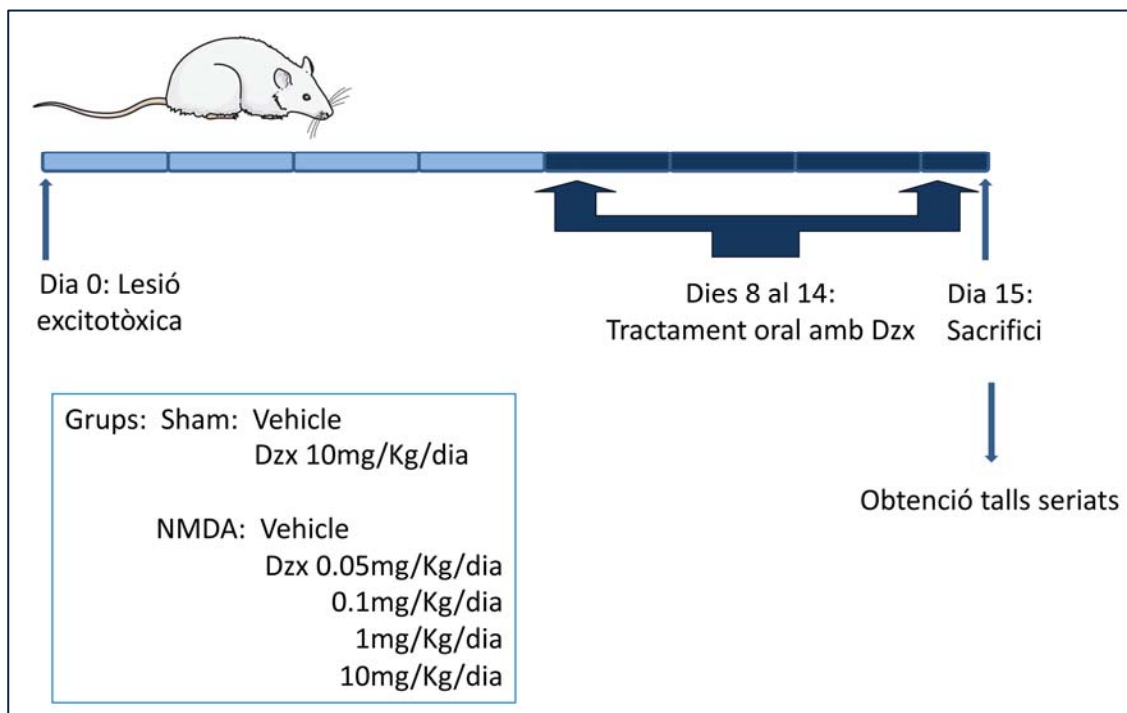 Dia 0: Lesió
excitotòxica
Dies 8 al 14:
Tractament oral amb Dzx
Dia 15:
Sacrifici
Obtenció talls seriats
Grups: Sham: Vehicle
Dzx 10mg/Kg/dia
NMDA: Vehicle
Dzx 0.05mg/Kg/dia
0.1mg/Kg/dia
1mg/Kg/dia
10mg/Kg/dia